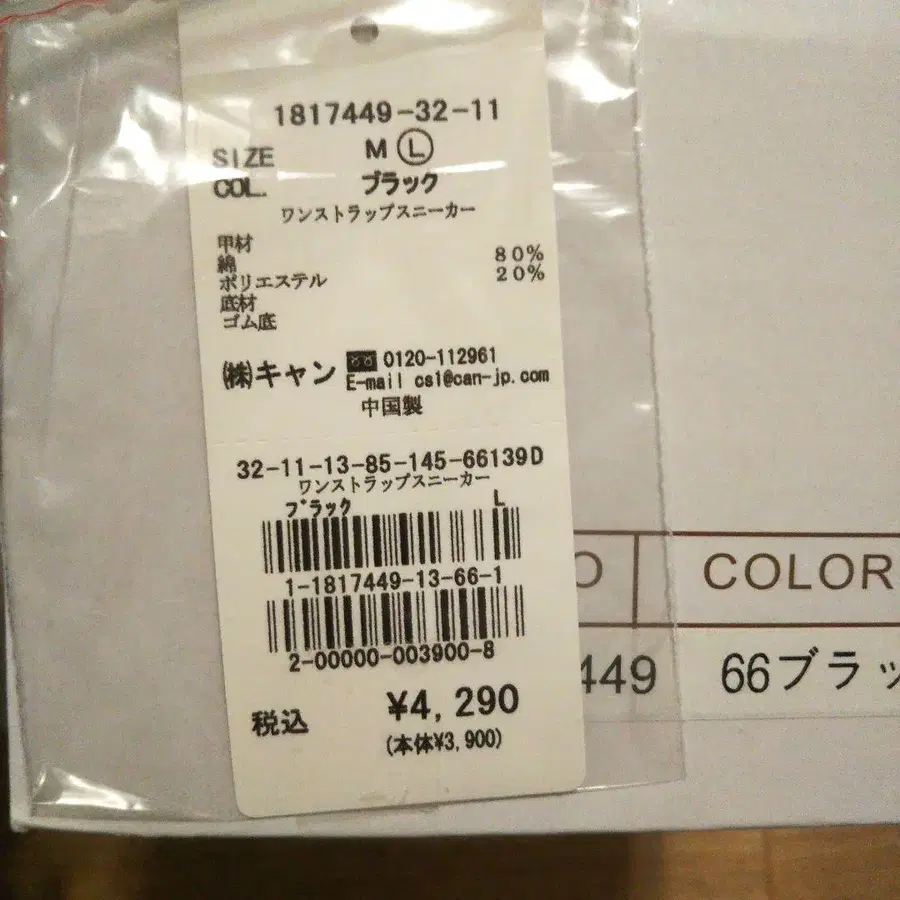 1817449-32-11
SIZE M Ⓛ
COL. ブラック
ワンストラップスニーカー
甲材
綿 80%
ポリエステル 20%
底材
ゴム底
㈱キャン 0120-112961
E-mail cs1@can-jp.com
中国製
32-11-13-85-145-66139D
ワンストラップスニーカー
ブラック L
1-1817449-13-66-1
2-00000-003900-8
税込 ¥4,290
(本体¥3,900)
O COLOR
449 66ブラッ